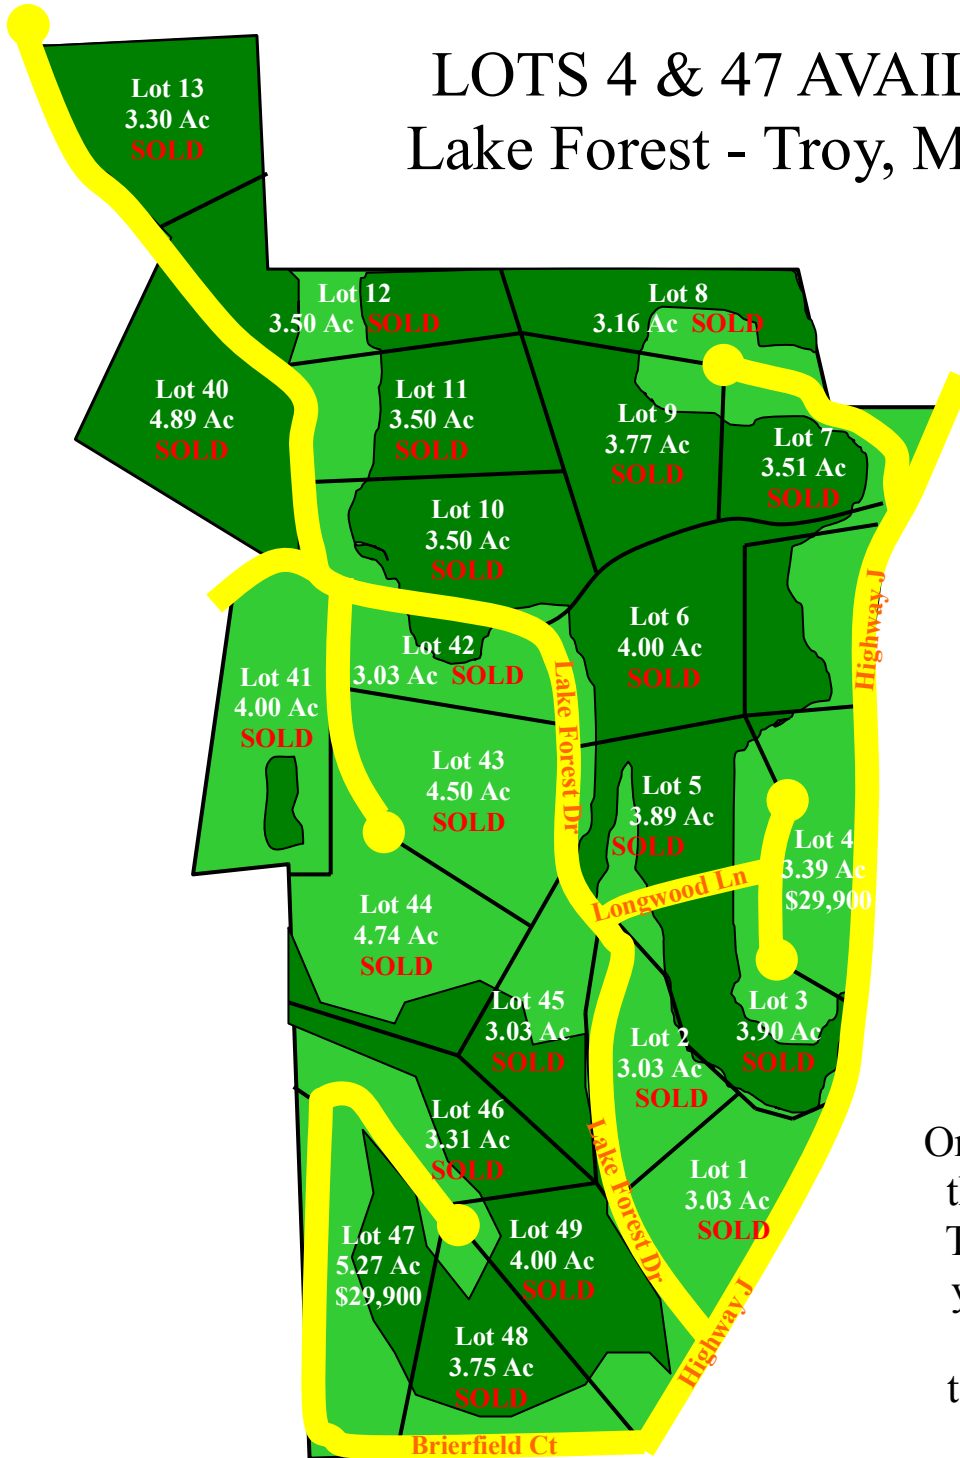 LOTS 4 & 47
Lake Forest - Troy,
Lot 13
3.30 Ac
SOLD
Lot 12
3.50 Ac SOLD
Lot 8
3.16 Ac SOLD
Lot 40
4.89 Ac
SOLD
Lot 11
3.50 Ac
SOLD
Lot 9
3.77 Ac
SOLD
Lot 7
3.51 Ac
SOLD
Lot 10
3.50 Ac
SOLD
Lot 6
4.00 Ac
SOLD
Highway J
Lot 42
3.03 Ac SOLD
Lot 41
4.00 Ac
SOLD
Lake Forest Dr
Lot 43
4.50 Ac
SOLD
Lot 5
3.89 Ac
SOLD
Lot 4
3.39 Ac
$29,900
Longwood Ln
Lot 44
4.74 Ac
SOLD
Lot 45
3.03 Ac
SOLD
Lot 3
3.90 Ac
SOLD
Lot 2
3.03 Ac
SOLD
Lot 46
3.31 Ac
SOLD
Lake Forest Dr
Lot 1
3.03 Ac
SOLD
Lot 47
5.27 Ac
$29,900
Lot 49
4.00 Ac
SOLD
Lot 48
3.75 Ac
SOLD
Highway J
Brierfield Ct